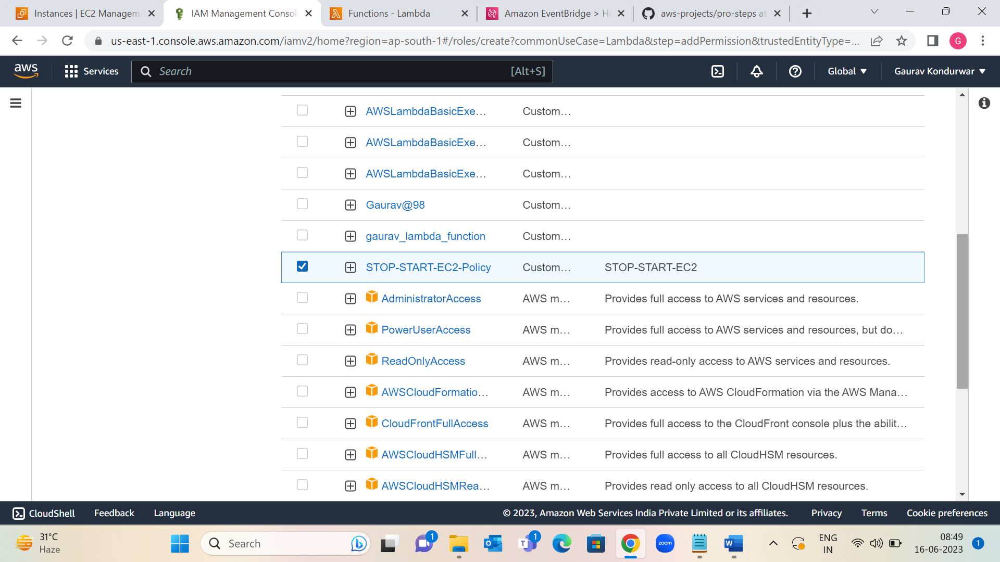 Instances | EC2 Managem
IAM Management Consol
Functions - Lambda
Amazon EventBridge > H
aws-projects/pro-steps at
us-east-1.console.aws.amazon.com/iamv2/home?region=ap-south-1#/roles/create?commonUseCase=Lambda&step=addPermission&trustedEntityType=...
G
aws
Services
Search
[Alt+S]
Global
Gaurav Kondurwar
AWSLambdaBasicExe... Custom...
AWSLambdaBasicExe... Custom...
AWSLambdaBasicExe... Custom...
Gaurav@98 Custom...
gaurav_lambda_function Custom...
STOP-START-EC2-Policy Custom... STOP-START-EC2
AdministratorAccess AWS m... Provides full access to AWS services and resources.
PowerUserAccess AWS m... Provides full access to AWS services and resources, but do...
ReadOnlyAccess AWS m... Provides read-only access to AWS services and resources.
AWSCloudFormatio... AWS m... Provides access to AWS CloudFormation via the AWS Mana...
CloudFrontFullAccess AWS m... Provides full access to the CloudFront console plus the abilit...
AWSCloudHSMFull... AWS m... Provides full access to all CloudHSM resources.
AWSCloudHSMRea... AWS m... Provides read only access to all CloudHSM resources.
CloudShell Feedback Language © 2023, Amazon Web Services India Private Limited or its affiliates. Privacy Terms Cookie preferences
31°C
Haze
Search
1
1
zoom
W
ENG
IN
08:49
16-06-2023
1